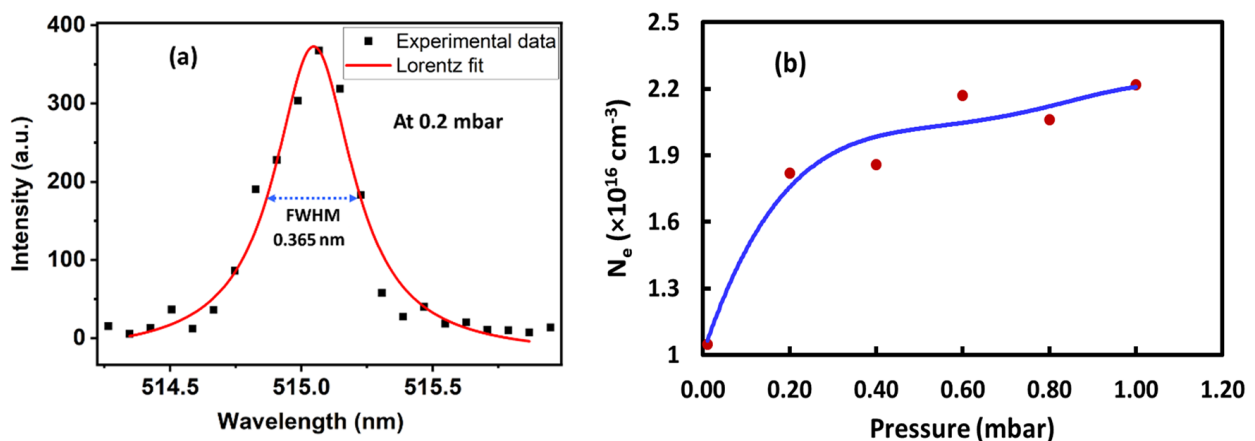 (a)
Experimental data
Lorentz fit
At 0.2 mbar
FWHM
0.365 nm
400
300
200
100
0
514.5 515.0 515.5
Intensity (a.u.)
Wavelength (nm)
(b)
2.5
2.2
1.9
1.6
1.3
1
0.00 0.20 0.40 0.60 0.80 1.00 1.20
Nₑ (×10¹⁶ cm⁻³)
Pressure (mbar)